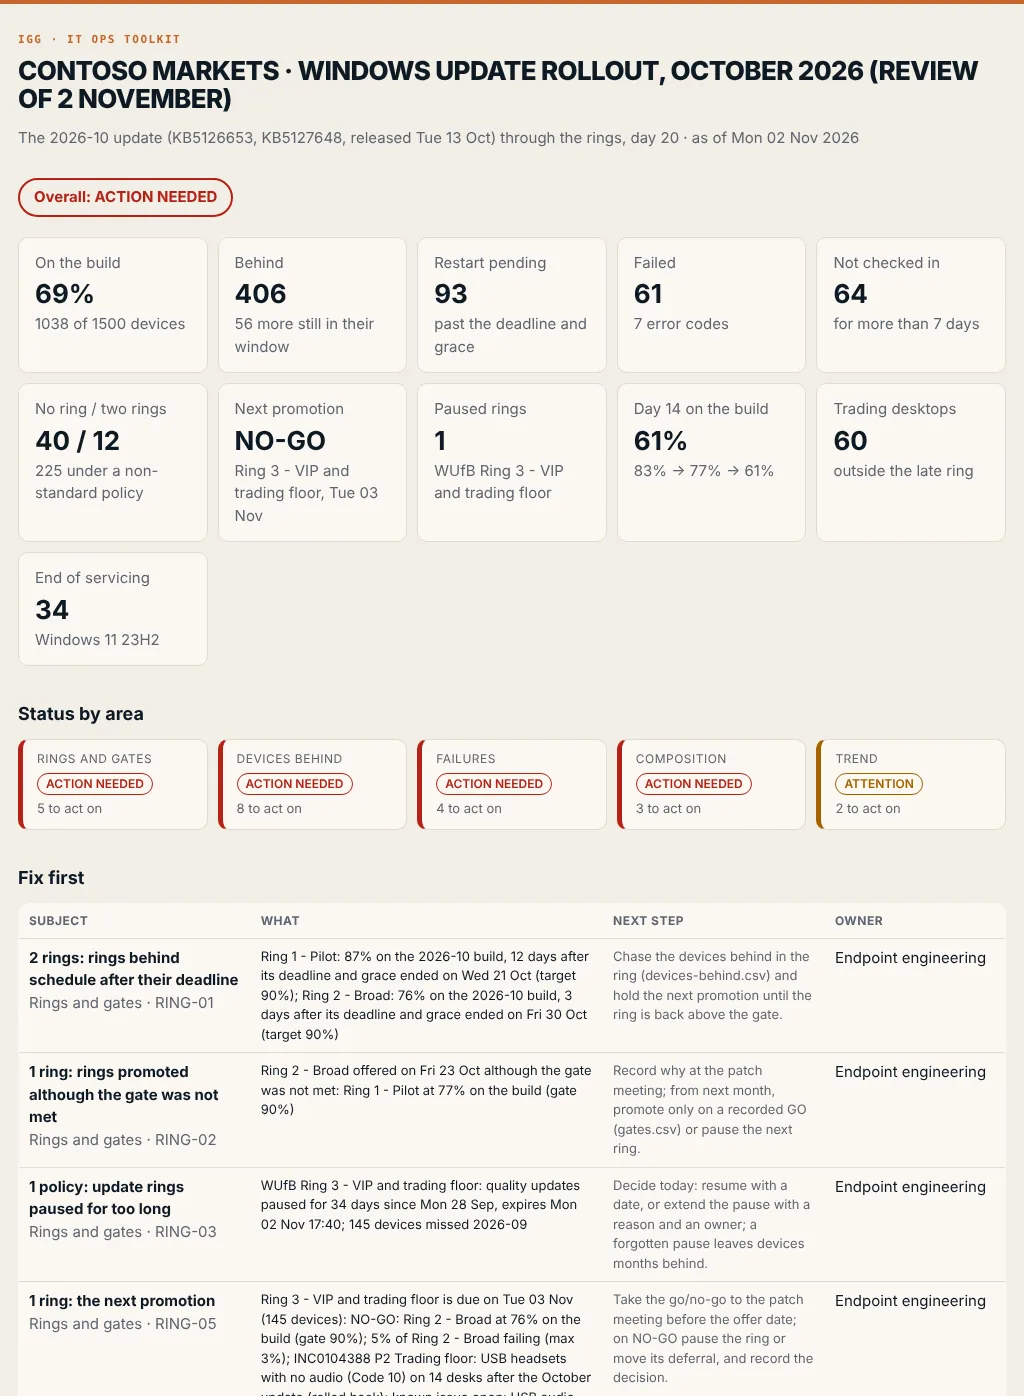 IGG · IT OPS TOOLKIT
CONTOSO MARKETS · WINDOWS UPDATE ROLLOUT, OCTOBER 2026 (REVIEW
OF 2 NOVEMBER)
The 2026-10 update (KB5126653, KB5127648, released Tue 13 Oct) through the rings, day 20 · as of Mon 02 Nov 2026
Overall: ACTION NEEDED
On the build
69%
1038 of 1500 devices
Behind
406
56 more still in their
window
Restart pending
93
past the deadline and
grace
Failed
61
7 error codes
Not checked in
64
for more than 7 days
No ring / two rings
40 / 12
225 under a non-
standard policy
Next promotion
NO-GO
Ring 3 - VIP and
trading floor, Tue 03
Nov
Paused rings
1
WUfB Ring 3 - VIP
and trading floor
Day 14 on the build
61%
83% → 77% → 61%
Trading desktops
60
outside the late ring
End of servicing
34
Windows 11 23H2
Status by area
RINGS AND GATES
ACTION NEEDED
5 to act on
DEVICES BEHIND
ACTION NEEDED
8 to act on
FAILURES
ACTION NEEDED
4 to act on
COMPOSITION
ACTION NEEDED
3 to act on
TREND
ATTENTION
2 to act on
Fix first
SUBJECT WHAT NEXT STEP OWNER
2 rings: rings behind
schedule after their deadline
Rings and gates · RING-01
Ring 1 - Pilot: 87% on the 2026-10 build, 12 days after
its deadline and grace ended on Wed 21 Oct (target
90%); Ring 2 - Broad: 76% on the 2026-10 build, 3
days after its deadline and grace ended on Fri 30 Oct
(target 90%)
Chase the devices behind in the
ring (devices-behind.csv) and
hold the next promotion until the
ring is back above the gate.
Endpoint engineering
1 ring: rings promoted
although the gate was not
met
Rings and gates · RING-02
Ring 2 - Broad offered on Fri 23 Oct although the gate
was not met: Ring 1 - Pilot at 77% on the build (gate
90%)
Record why at the patch
meeting; from next month,
promote only on a recorded GO
(gates.csv) or pause the next
ring.
Endpoint engineering
1 policy: update rings
paused for too long
Rings and gates · RING-03
WUfB Ring 3 - VIP and trading floor: quality updates
paused for 34 days since Mon 28 Sep, expires Mon
02 Nov 17:40; 145 devices missed 2026-09
Decide today: resume with a
date, or extend the pause with a
reason and an owner; a
forgotten pause leaves devices
months behind.
Endpoint engineering
1 ring: the next promotion
Rings and gates · RING-05
Ring 3 - VIP and trading floor is due on Tue 03 Nov
(145 devices): NO-GO: Ring 2 - Broad at 76% on the
build (gate 90%); 5% of Ring 2 - Broad failing (max
3%); INC0104388 P2 Trading floor: USB headsets
with no audio (Code 10) on 14 desks after the October
update (rolled back); known issue open: USB audio
Take the go/no-go to the patch
meeting before the offer date;
on NO-GO pause the ring or
move its deferral, and record the
decision.
Endpoint engineering